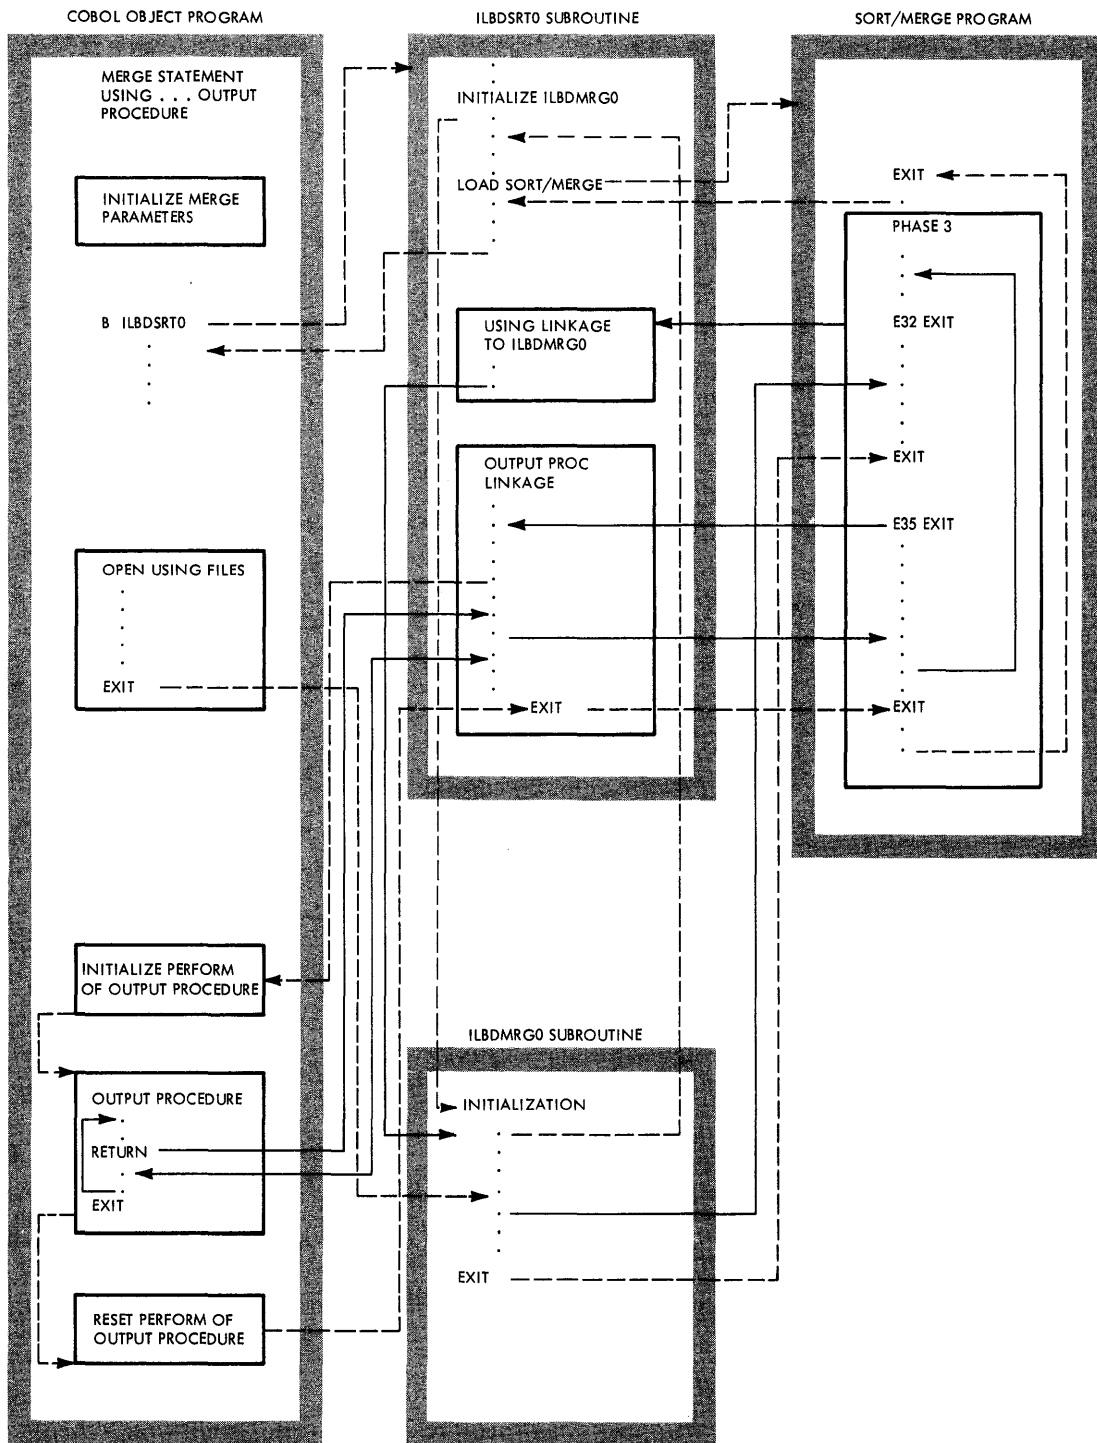 COBOL OBJECT PROGRAM
MERGE STATEMENT
USING . . . OUTPUT
PROCEDURE
INITIALIZE MERGE
PARAMETERS
B ILBDSRT0
OPEN USING FILES
EXIT
INITIALIZE PERFORM
OF OUTPUT PROCEDURE
OUTPUT PROCEDURE
RETURN
EXIT
RESET PERFORM OF
OUTPUT PROCEDURE
ILBDSRT0 SUBROUTINE
INITIALIZE ILBDMRG0
LOAD SORT/MERGE
USING LINKAGE
TO ILBDMRG0
OUTPUT PROC
LINKAGE
EXIT
ILBDMRG0 SUBROUTINE
INITIALIZATION
EXIT
SORT/MERGE PROGRAM
EXIT
PHASE 3
E32 EXIT
EXIT
E35 EXIT
EXIT